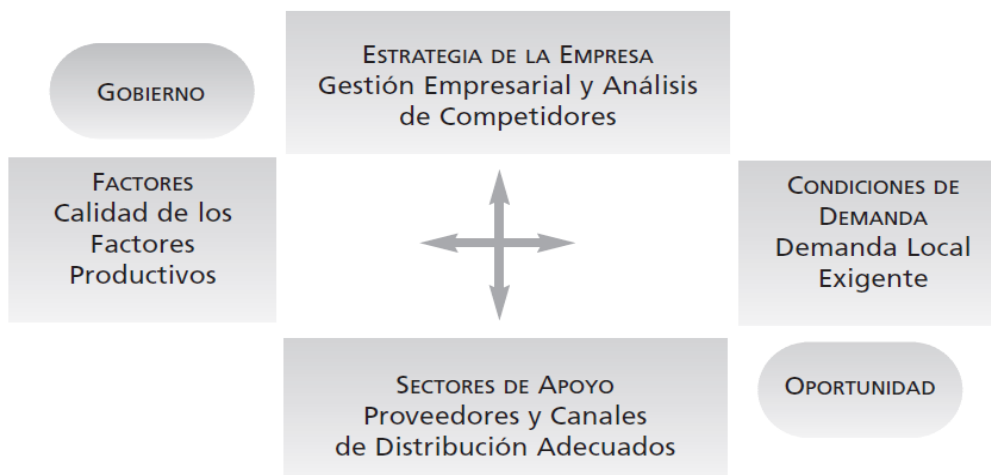 GOBIERNO
ESTRATEGIA DE LA EMPRESA
Gestión Empresarial y Análisis
de Competidores
FACTORES
Calidad de los
Factores
Productivos
CONDICIONES DE
DEMANDA
Demanda Local
Exigente
SECTORES DE APOYO
Proveedores y Canales
de Distribución Adecuados
OPORTUNIDAD